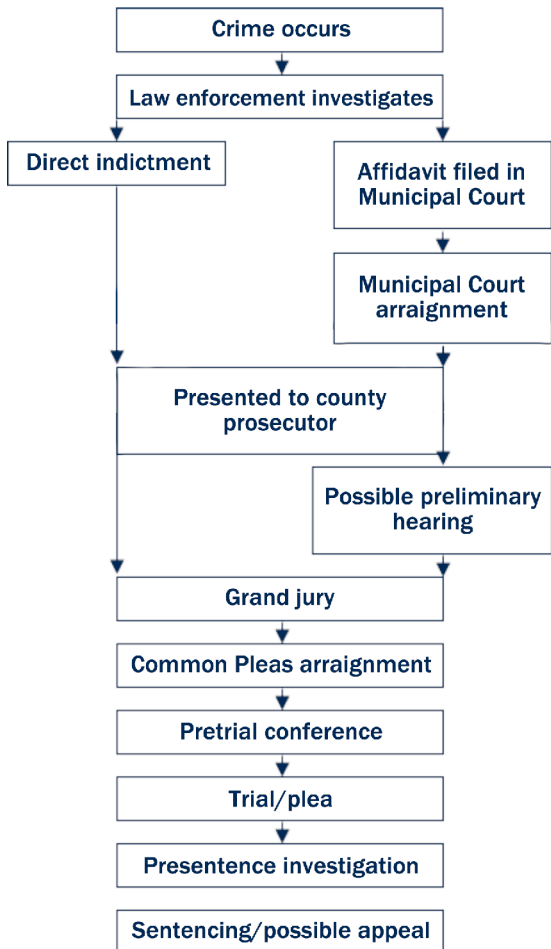 Crime occurs
Law enforcement investigates
Direct indictment
Affidavit filed in
Municipal Court
Municipal Court
arraignment
Presented to county
prosecutor
Possible preliminary
hearing
Grand jury
Common Pleas arraignment
Pretrial conference
Trial/plea
Presentence investigation
Sentencing/possible appeal